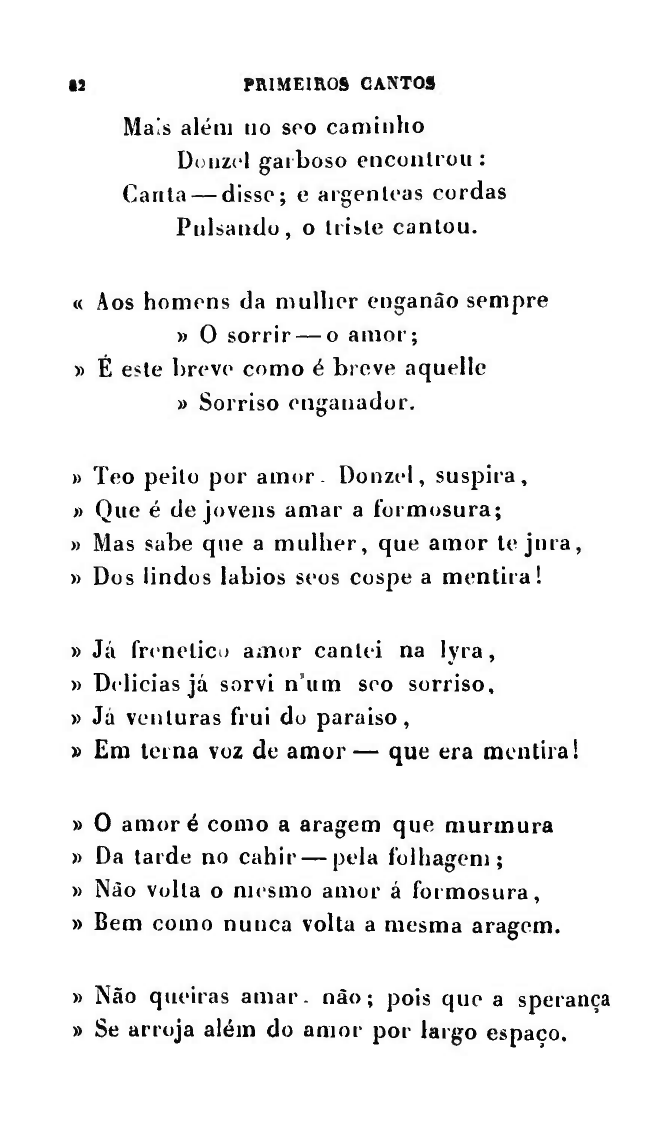 82 PRIMEIROS CANTOS
Mais além no seo caminho
Donzel garboso encontrou :
Canta — disse ; e argenteas cordas
Pulsando , o triste cantou.
« Aos homens da mulher enganão sempre
» O sorrir — o amor ;
» É este breve como é breve aquelle
» Sorriso enganador.
» Teo peito por amor . Donzel , suspira ,
» Que é de jovens amar a formosura ;
» Mas sabe que a mulher , que amor te jura ,
» Dos lindos labios seos cospe a mentira !
» Já frenetico amor cantei na lyra ,
» Delicias já sorvi n'um seo sorriso,
» Já venturas frui do paraiso ,
» Em terna voz de amor — que era mentira !
» O amor é como a aragem que murmura
» Da tarde no cahir — pela folhagem ;
» Não volta o mesmo amor á formosura ,
» Bem como nunca volta a mesma aragem.
» Não queiras amar . não ; pois que a sperança
» Se arroja além do amor por largo espaço.